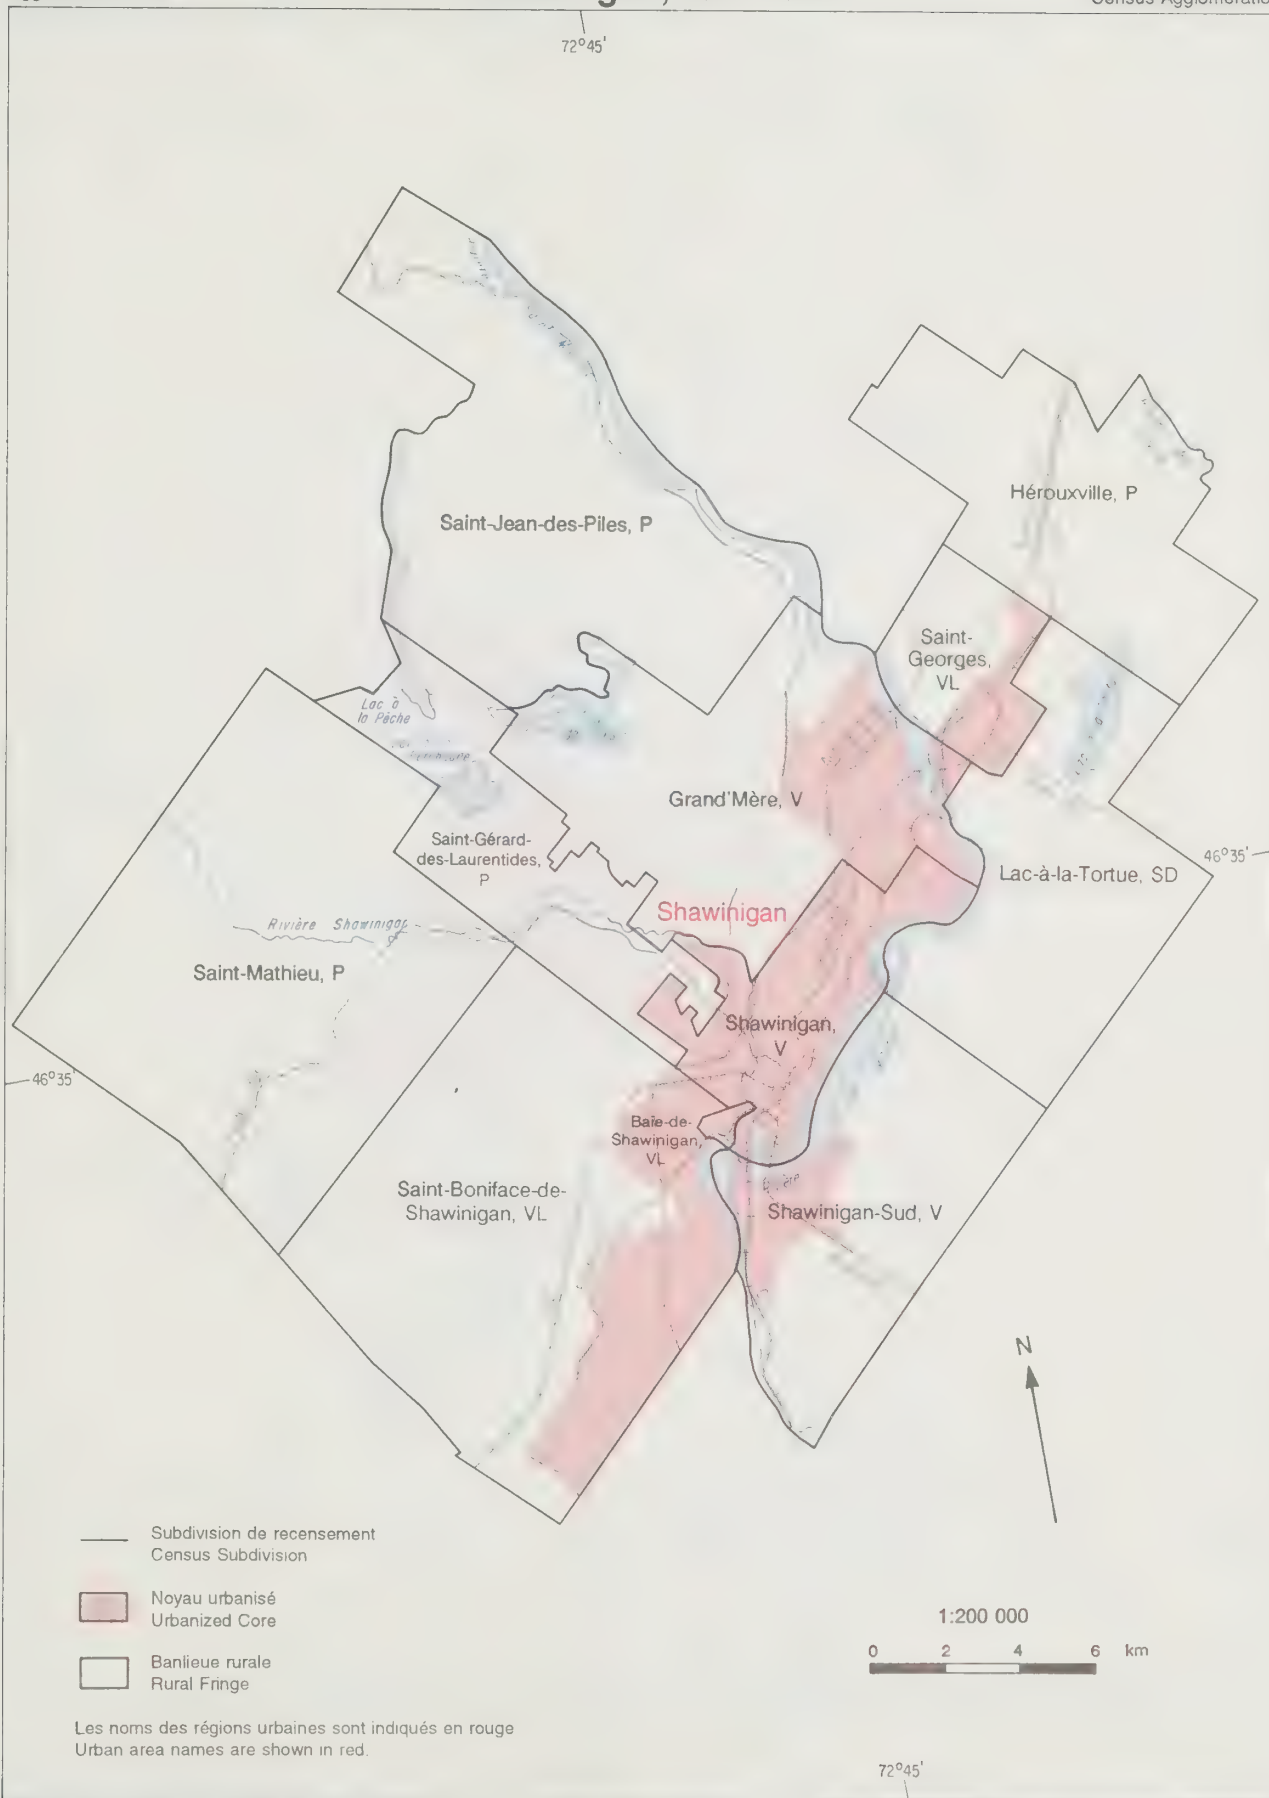 72°45'
Hérouxville, P
Saint-Jean-des-Piles, P
Saint-
Georges,
VL
Lac à
la Pêche
Grand'Mère, V
Saint-Gérard-
des-Laurentides,
P
46°35'
Lac-à-la-Tortue, SD
Shawinigan
Rivière Shawinigan
Saint-Mathieu, P
Shawinigan,
V
46°35'
Baie-de-
Shawinigan,
VL
Saint-Boniface-de-
Shawinigan, VL
Shawinigan-Sud, V
N
Subdivision de recensement
Census Subdivision
Noyau urbanisé
Urbanized Core
Banlieue rurale
Rural Fringe
1:200 000
0 2 4 6 km
Les noms des régions urbaines sont indiqués en rouge
Urban area names are shown in red.
72°45'